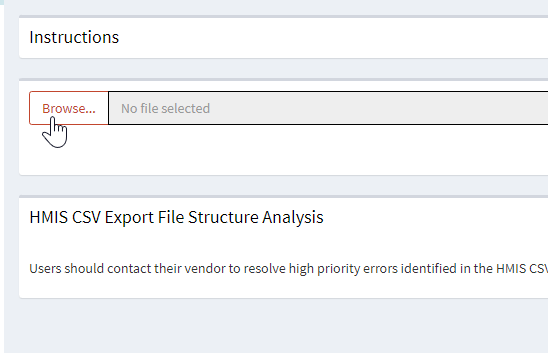 Instructions
Browse... No file selected
HMIS CSV Export File Structure Analysis
Users should contact their vendor to resolve high priority errors identified in the HMIS CSV